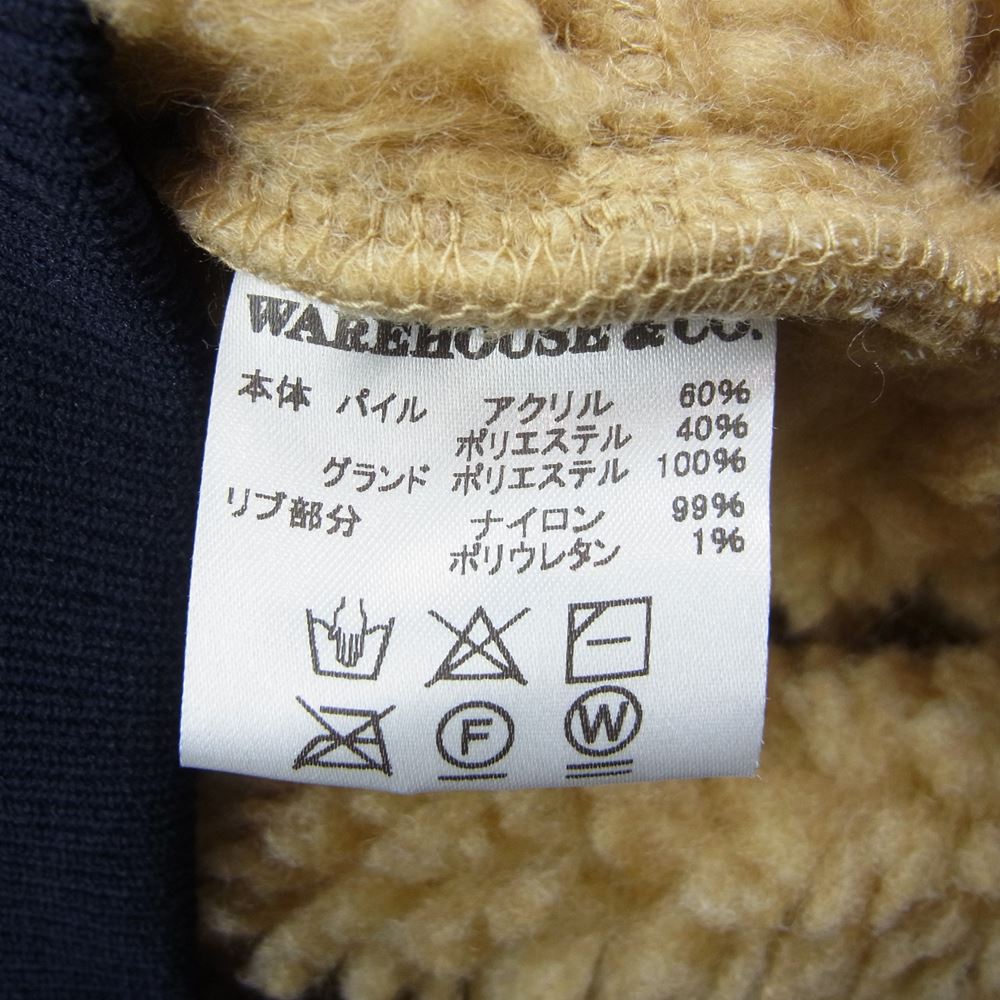 WAREHOUSE & CO.
本体 パイル アクリル 60%
ポリエステル 40%
グランド ポリエステル 100%
リブ部分 ナイロン 99%
ポリウレタン 1%
F W